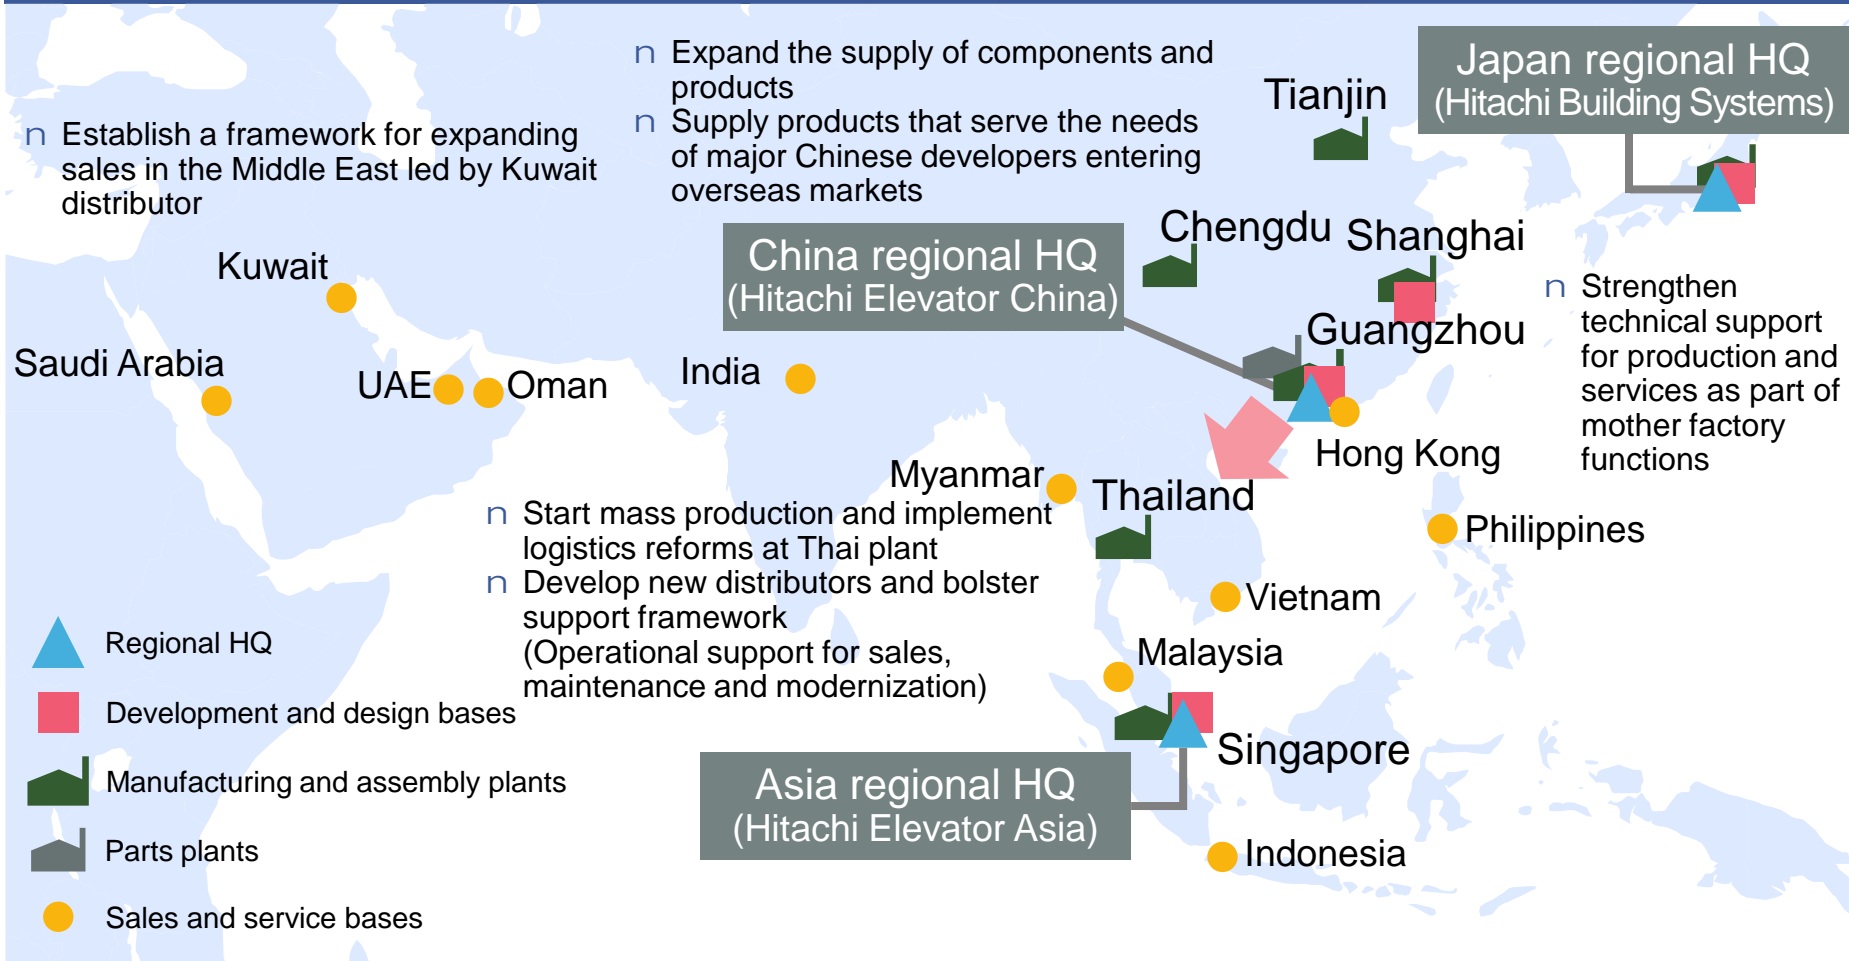 n Expand the supply of components and
products
n Supply products that serve the needs
of major Chinese developers entering
overseas markets
Japan regional HQ
(Hitachi Building Systems)
Tianjin
n Establish a framework for expanding
sales in the Middle East led by Kuwait
distributor
Chengdu
Shanghai
China regional HQ
(Hitachi Elevator China)
Kuwait
n Strengthen
technical support
for production and
services as part of
mother factory
functions
Guangzhou
Saudi Arabia
UAE
Oman
India
Hong Kong
Myanmar
Thailand
n Start mass production and implement
logistics reforms at Thai plant
n Develop new distributors and bolster
support framework
(Operational support for sales,
maintenance and modernization)
Philippines
Vietnam
Malaysia
Singapore
Asia regional HQ
(Hitachi Elevator Asia)
Indonesia
Regional HQ
Development and design bases
Manufacturing and assembly plants
Parts plants
Sales and service bases